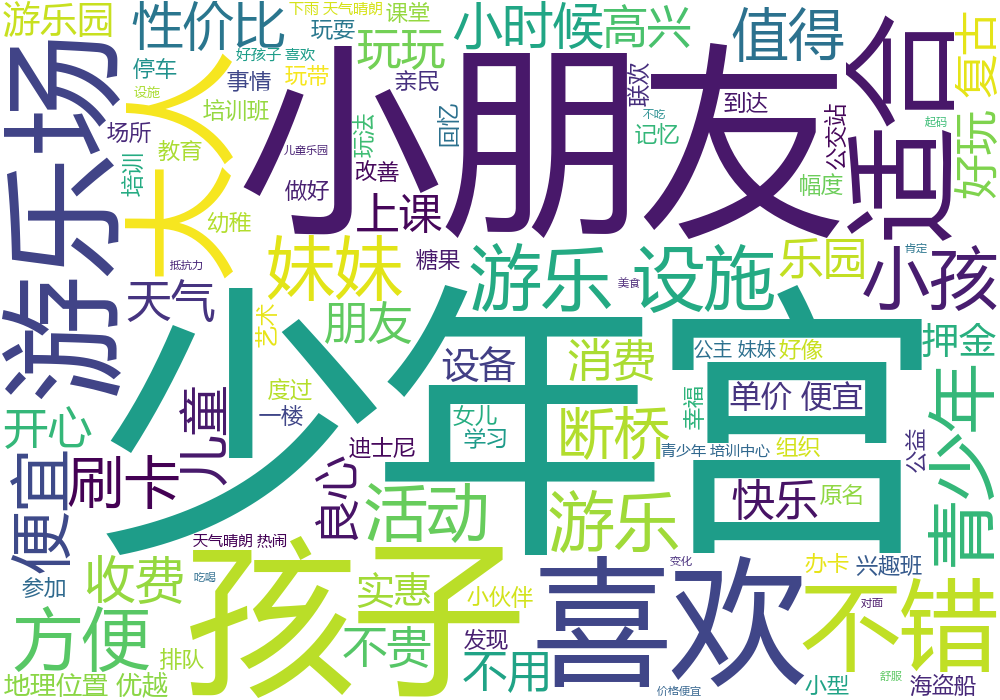 游乐园
性价比
下雨 天气晴朗
课堂
玩耍
玩玩
小时候
高兴
值得
适合
复古
好孩子 喜欢
停车
事情
玩带
亲民
联欢
到达
设施
培训班
场所
游乐场
大人
小朋友
回忆
不吃
记忆
公交站
起码
好玩
教育
培训
儿童乐园
玩法
改善
做好
上课
幅度
幼稚
抵抗力
妹妹
糖果
游乐
美食
设施
乐园
肯定
小孩
天气
艺术
朋友
少年宫
设备
消费
公主 妹妹
好像
押金
开心
儿童
度过
一楼
女儿
学习
迪士尼
断桥
幸福
单价 便宜
青少年 培训中心
组织
公益
青少年
便宜
刷卡
良心
活动
游乐
快乐
原名
天气晴朗 热闹
参加
收费
吃喝
孩子
实惠
小伙伴
喜欢
变化
办卡
兴趣班
不错
对面
方便
排队
不贵
发现
不用
地理位置 优越
价格便宜
小型
舒服
海盗船